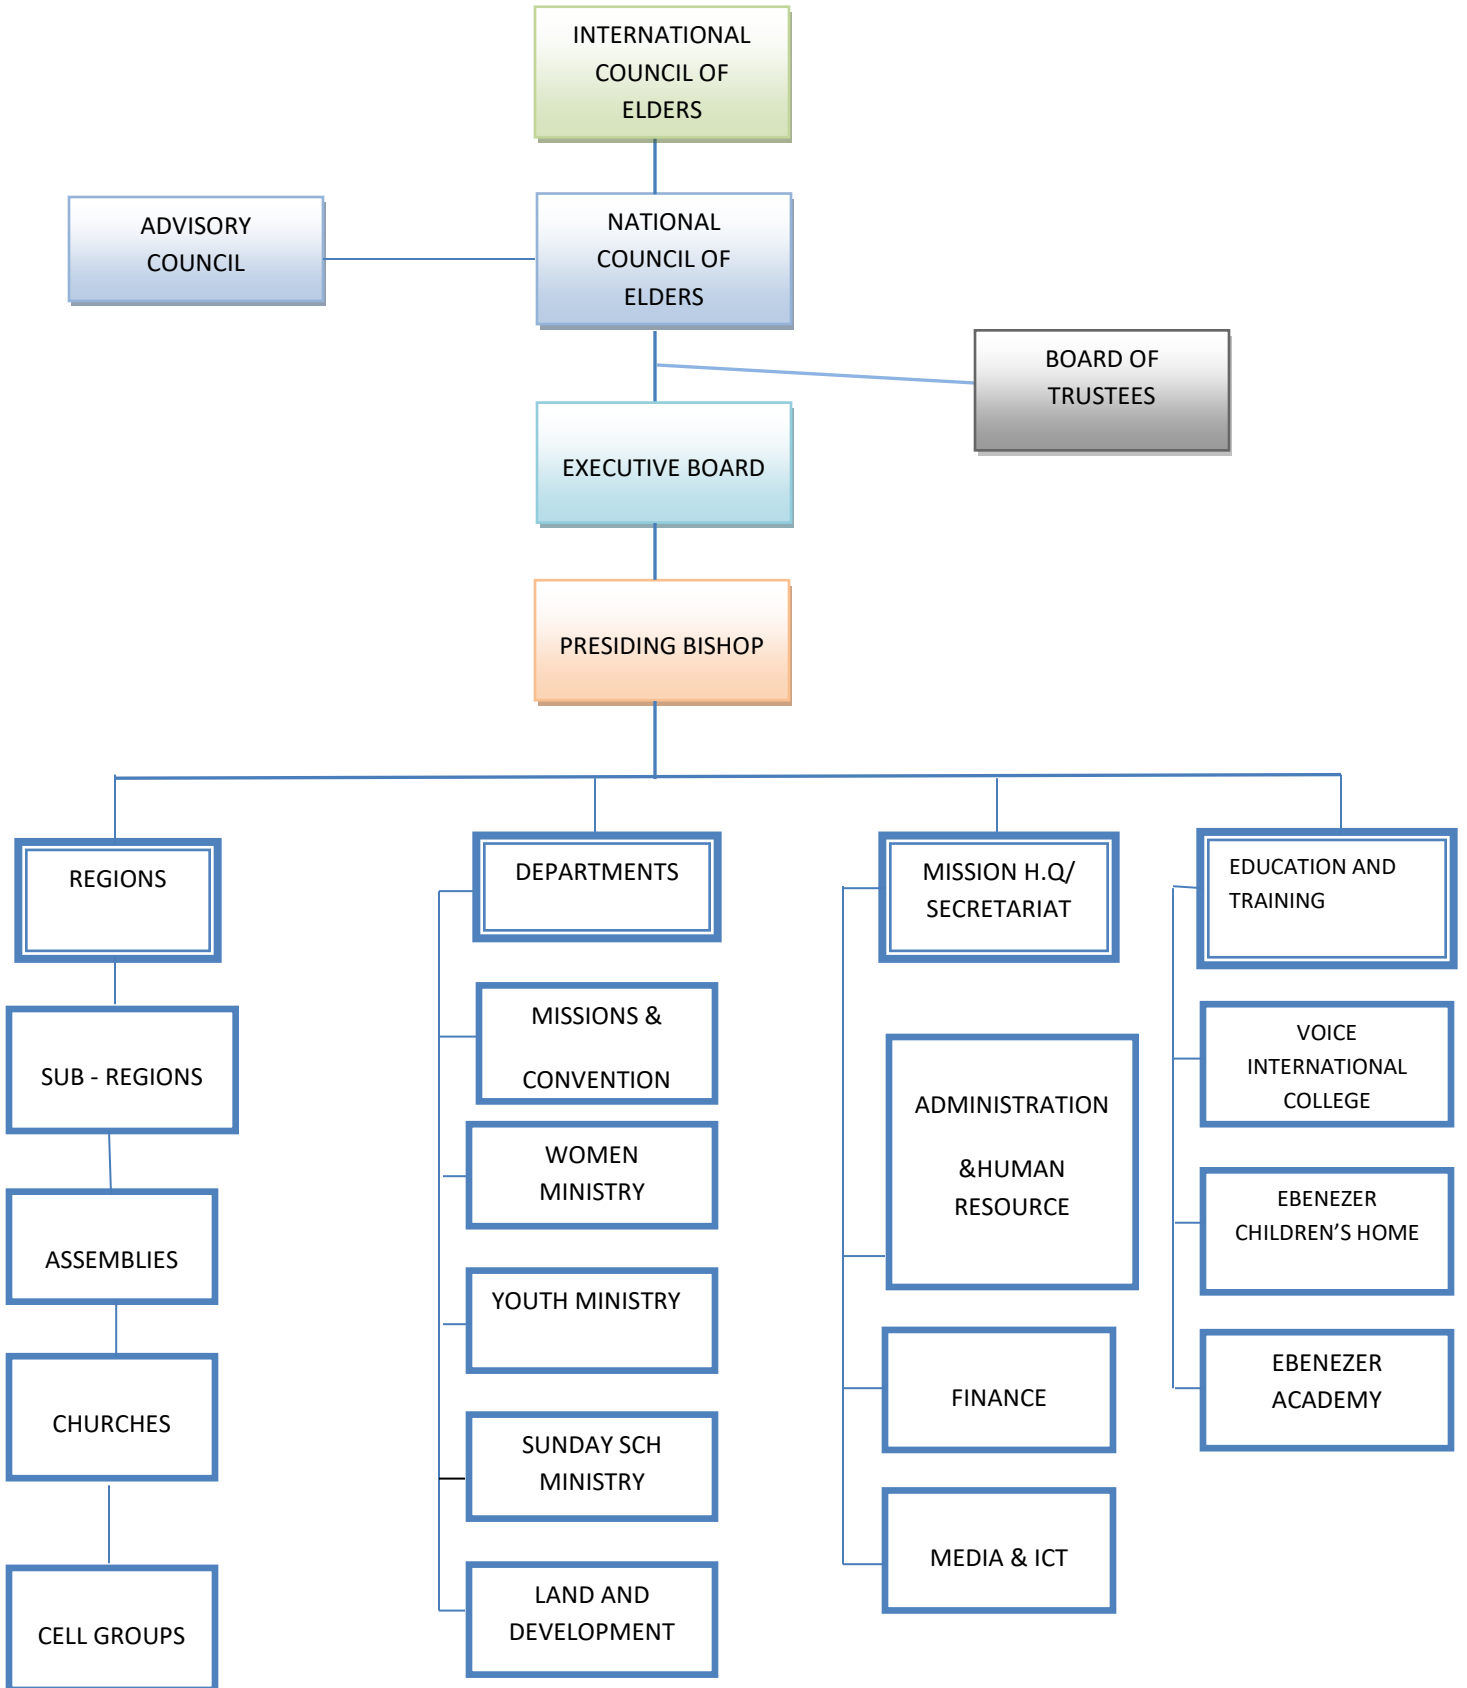 INTERNATIONAL
COUNCIL OF
ELDERS
ADVISORY
COUNCIL
NATIONAL
COUNCIL OF
ELDERS
BOARD OF
TRUSTEES
EXECUTIVE BOARD
PRESIDING BISHOP
REGIONS
SUB - REGIONS
ASSEMBLIES
CHURCHES
CELL GROUPS
DEPARTMENTS
MISSIONS &
CONVENTION
WOMEN
MINISTRY
YOUTH MINISTRY
SUNDAY SCH
MINISTRY
LAND AND
DEVELOPMENT
MISSION H.Q/
SECRETARIAT
ADMINISTRATION
&HUMAN
RESOURCE
FINANCE
MEDIA & ICT
EDUCATION AND
TRAINING
VOICE
INTERNATIONAL
COLLEGE
EBENEZER
CHILDREN’S HOME
EBENEZER
ACADEMY